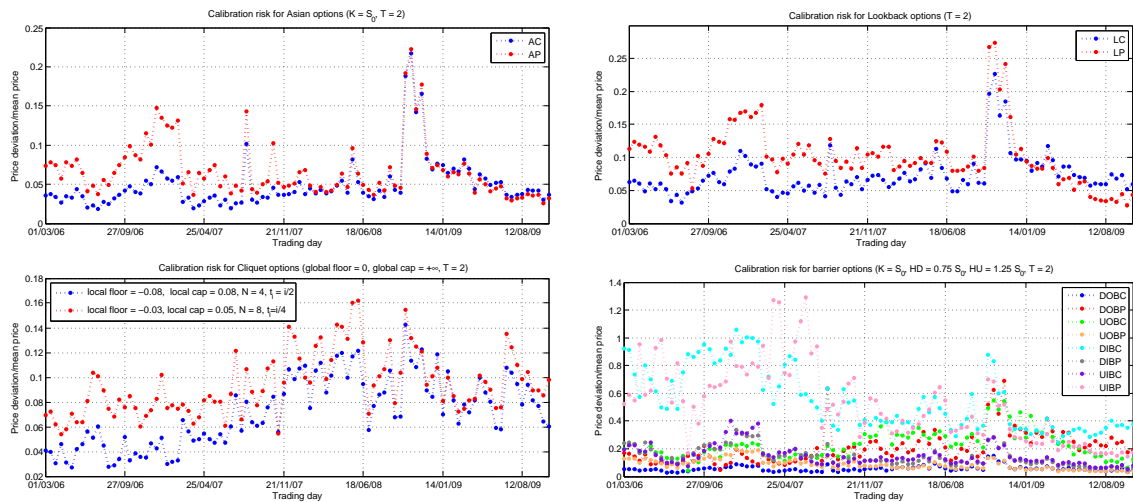 Calibration risk for Asian options (K = S0, T = 2)
0.25
0.2
0.15
0.1
0.05
0
Price deviation/mean price
AC
AP
01/03/06 27/09/06 25/04/07 21/11/07 18/06/08 14/01/09 12/08/09
Trading day
Calibration risk for Lookback options (T = 2)
0.25
0.2
0.15
0.1
0.05
0
Price deviation/mean price
LC
LP
01/03/06 27/09/06 25/04/07 21/11/07 18/06/08 14/01/09 12/08/09
Trading day
Calibration risk for Cliquet options (global floor = 0, global cap = +∞, T = 2)
0.18
0.16
0.14
0.12
0.1
0.08
0.06
0.04
0.02
Price deviation/mean price
local floor = −0.08, local cap = 0.08, N = 4, ti = i/2
local floor = −0.03, local cap = 0.05, N = 8, ti=i/4
01/03/06 27/09/06 25/04/07 21/11/07 18/06/08 14/01/09 12/08/09
Trading day
Calibration risk for barrier options (K = S0, HD = 0.75 S0, HU = 1.25 S0, T = 2)
1.4
1.2
1
0.8
0.6
0.4
0.2
0
Price deviation/mean price
DOBC
DOBP
UOBC
UOBP
DIBC
DIBP
UIBC
UIBP
01/03/06 27/09/06 25/04/07 21/11/07 18/06/08 14/01/09 12/08/09
Trading day